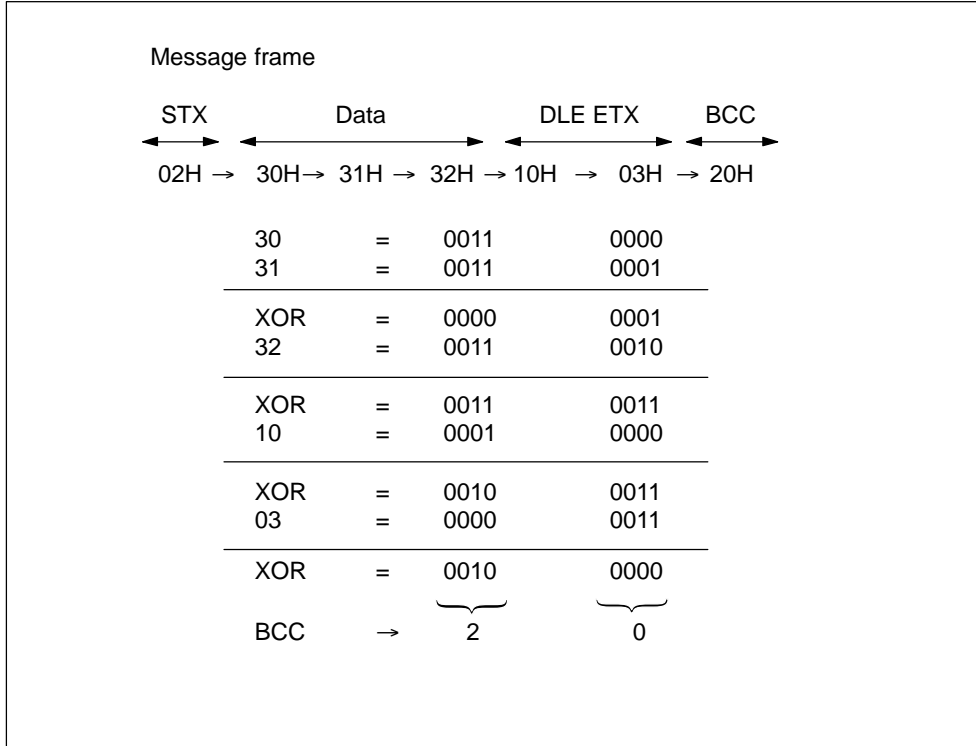 Message frame
STX Data DLE ETX BCC
02H → 30H → 31H → 32H → 10H → 03H → 20H
30 = 0011 0000
31 = 0011 0001
XOR = 0000 0001
32 = 0011 0010
XOR = 0011 0011
10 = 0001 0000
XOR = 0010 0011
03 = 0000 0011
XOR = 0010 0000
BCC → 2 0